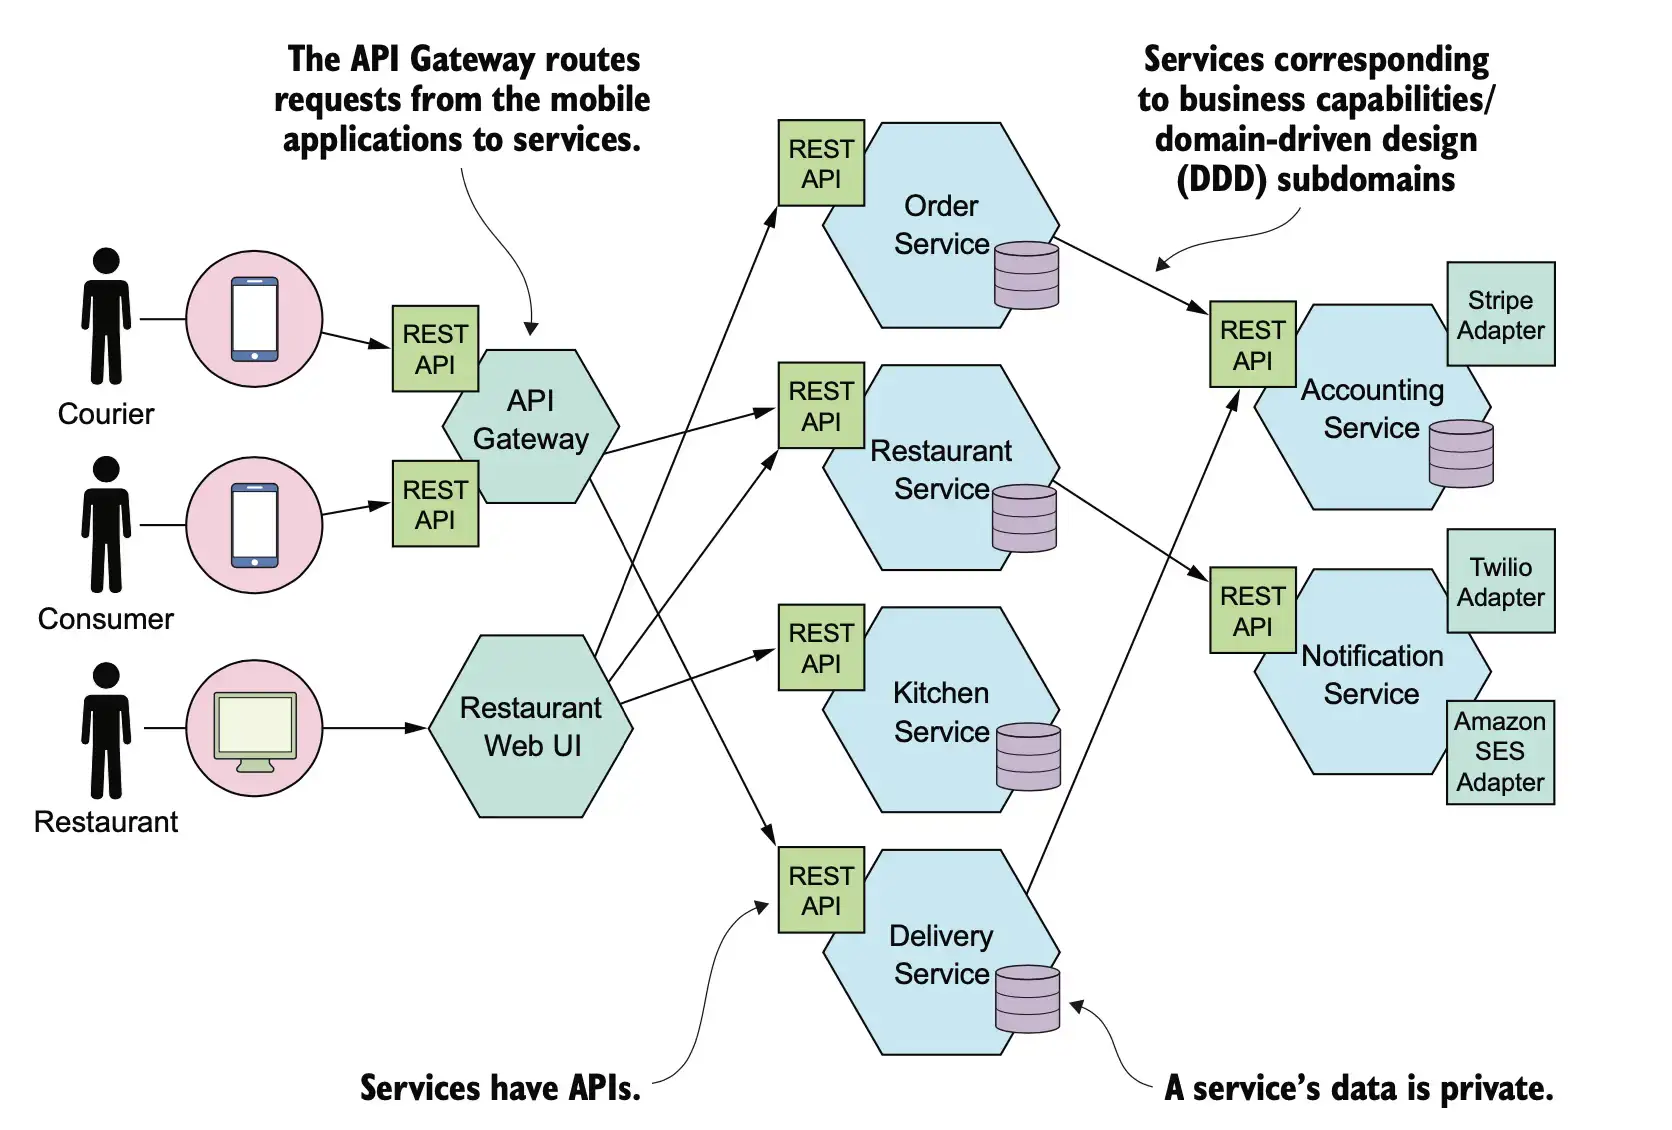 The API Gateway routes
requests from the mobile
applications to services.
Services corresponding
to business capabilities/
domain-driven design
(DDD) subdomains
Courier
Consumer
Restaurant
REST
API
REST
API
API
Gateway
Restaurant
Web UI
REST
API
Order
Service
REST
API
Restaurant
Service
REST
API
Kitchen
Service
REST
API
Delivery
Service
REST
API
Accounting
Service
Stripe
Adapter
REST
API
Notification
Service
Twilio
Adapter
Amazon
SES
Adapter
Services have APIs.
A service’s data is private.